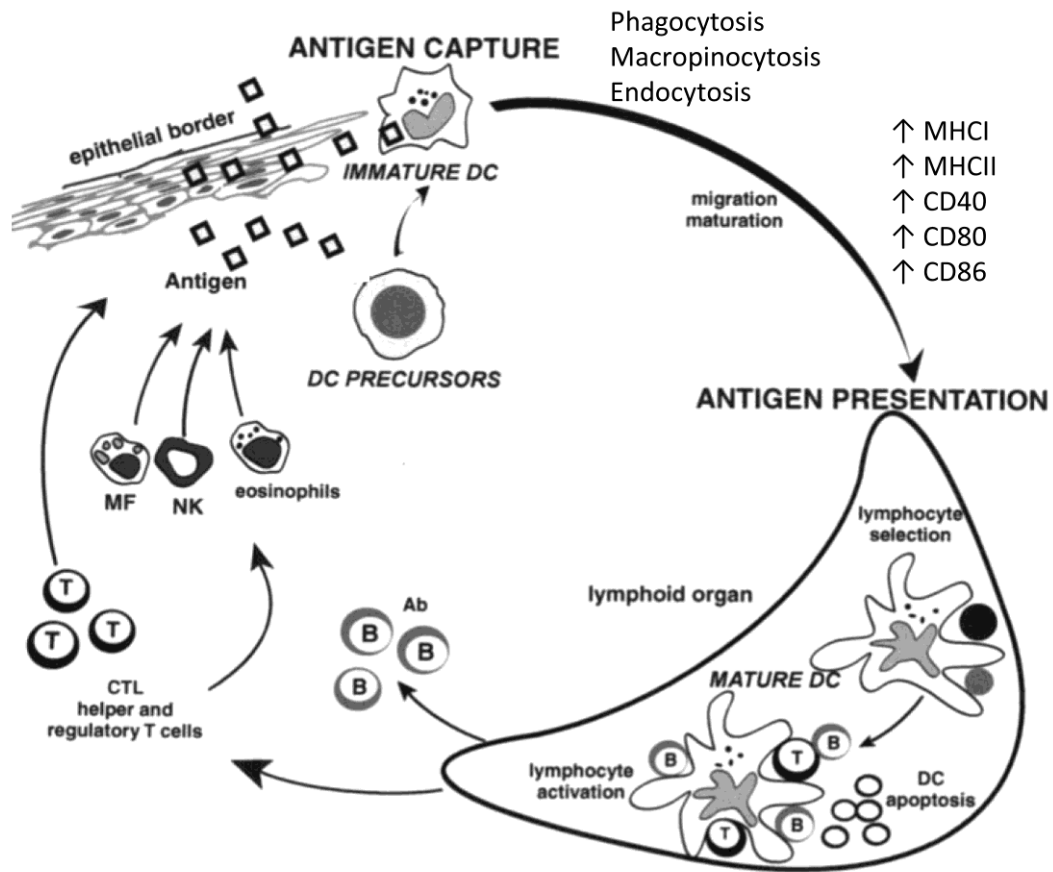 Phagocytosis
Macropinocytosis
Endocytosis
ANTIGEN CAPTURE
epithelial border
IMMATURE DC
↑ MHCI
↑ MHCII
↑ CD40
↑ CD80
↑ CD86
migration
maturation
Antigen
DC PRECURSORS
ANTIGEN PRESENTATION
MF
NK
eosinophils
lymphocyte
selection
lymphoid organ
T
T
T
Ab
B
B
B
CTL
helper and
regulatory T cells
MATURE DC
B
T
B
lymphocyte
activation
DC
apoptosis
T
B